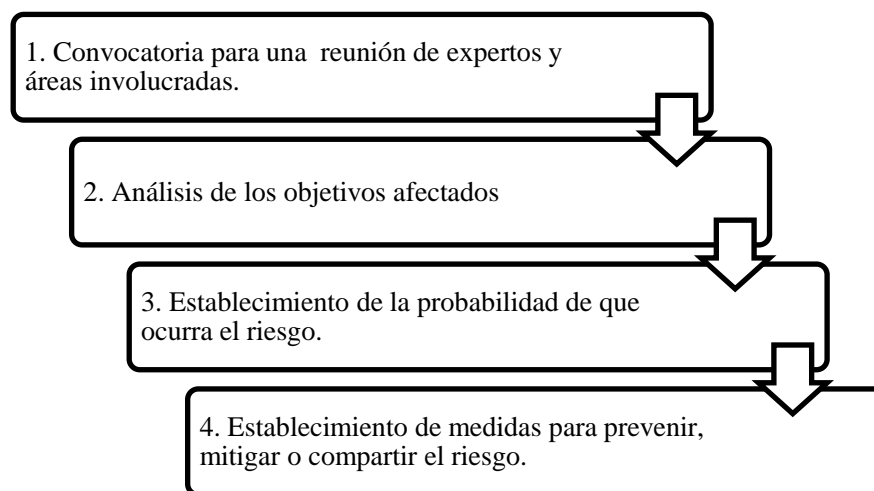 1. Convocatoria para una reunión de expertos y
áreas involucradas.
2. Análisis de los objetivos afectados
3. Establecimiento de la probabilidad de que
ocurra el riesgo.
4. Establecimiento de medidas para prevenir,
mitigar o compartir el riesgo.